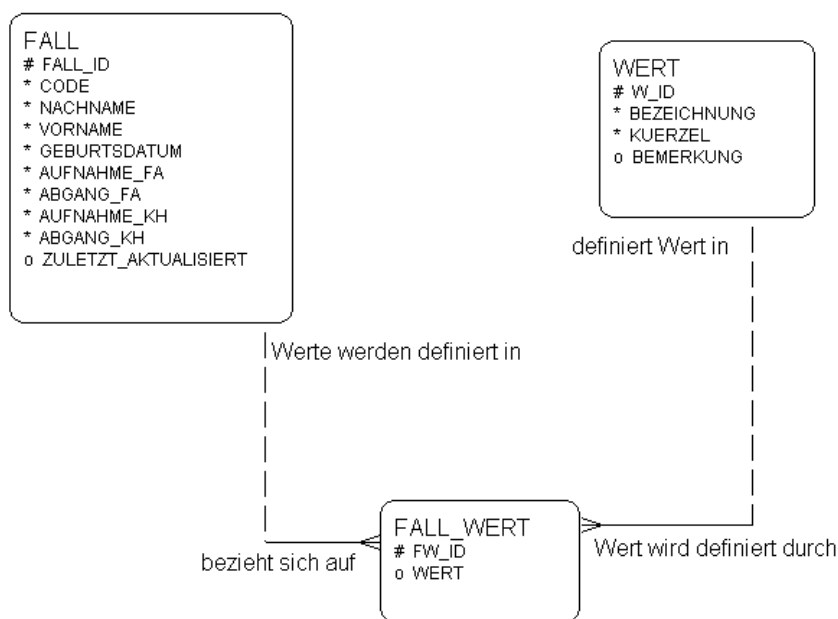 FALL
# FALL_ID
* CODE
* NACHNAME
* VORNAME
* GEBURTSDATUM
* AUFNAHME_FA
* ABGANG_FA
* AUFNAHME_KH
* ABGANG_KH
o ZULETZT_AKTUALISIERT
WERT
# W_ID
* BEZEICHNUNG
* KUERZEL
o BEMERKUNG
definiert Wert in
Werte werden definiert in
FALL_WERT
# FW_ID
o WERT
bezieht sich auf
Wert wird definiert durch